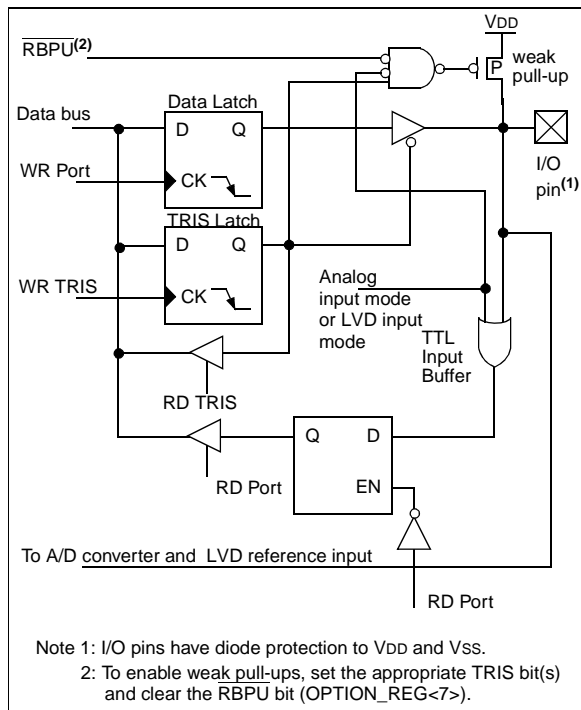 VDD
RBPU(2)
P
weak
pull-up
Data Latch
Data bus
D
Q
I/O
pin(1)
WR Port
CK
TRIS Latch
D
Q
WR TRIS
CK
Analog
input mode
or LVD input
mode
TTL
Input
Buffer
RD TRIS
Q
D
RD Port
EN
To A/D converter and LVD reference input
RD Port
Note 1: I/O pins have diode protection to VDD and VSS.
2: To enable weak pull-ups, set the appropriate TRIS bit(s)
and clear the RBPU bit (OPTION_REG<7>).